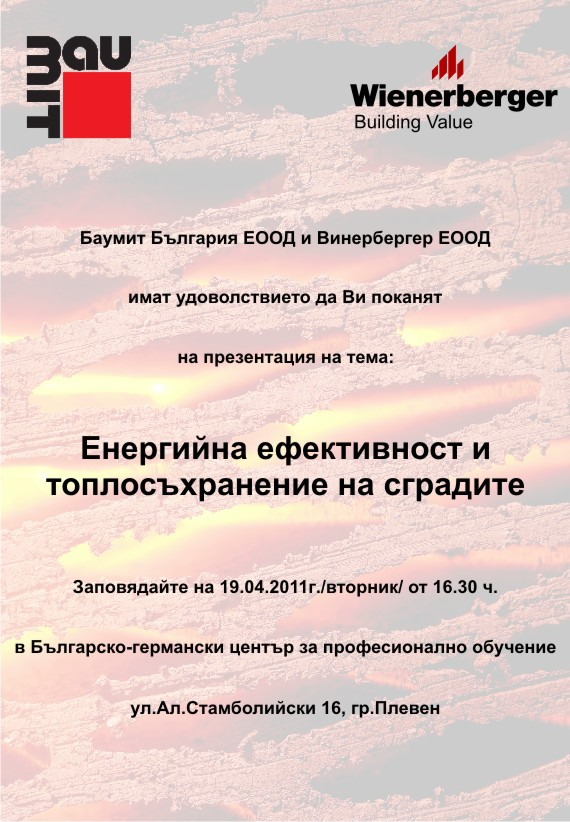 bau
mit
Wienerberger
Building Value
Баумит България ЕООД и Винербергер ЕООД
имат удоволствието да Ви поканят
на презентация на тема:
Енергийна ефективност и
топлосъхранение на сградите
Заповядайте на 19.04.2011г./вторник/ от 16.30 ч.
в Българско-германски център за професионално обучение
ул.Ал.Стамболийски 16, гр.Плевен